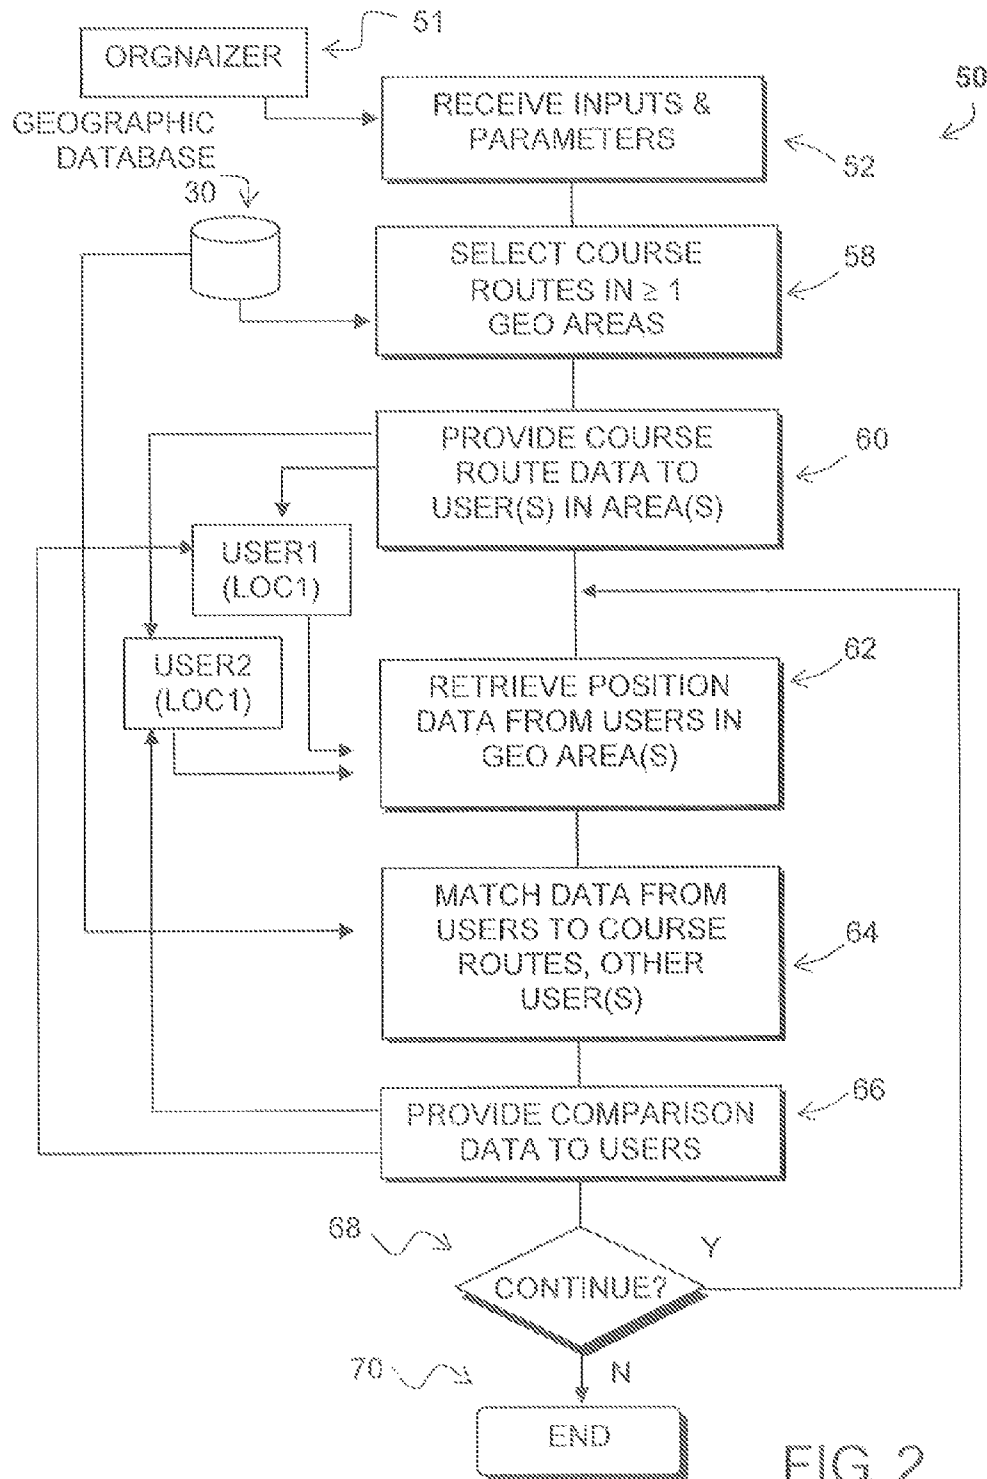 51
ORGNAIZER
50
RECEIVE INPUTS &
PARAMETERS
52
GEOGRAPHIC
DATABASE
30
SELECT COURSE
ROUTES IN ≥ 1
GEO AREAS
58
PROVIDE COURSE
ROUTE DATA TO
USER(S) IN AREA(S)
60
USER1
(LOC1)
USER2
(LOC1)
RETRIEVE POSITION
DATA FROM USERS IN
GEO AREA(S)
62
MATCH DATA FROM
USERS TO COURSE
ROUTES, OTHER
USER(S)
64
PROVIDE COMPARISON
DATA TO USERS
66
68
CONTINUE?
Y
N
70
END
FIG. 2